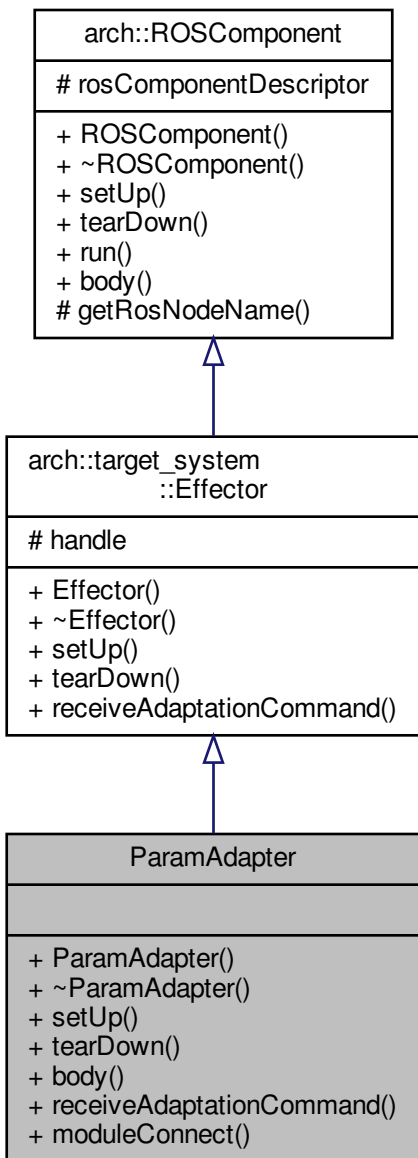 arch::ROSComponent
# rosComponentDescriptor
+ ROSComponent()
+ ~ROSComponent()
+ setUp()
+ tearDown()
+ run()
+ body()
# getRosNodeName()
arch::target_system
::Effector
# handle
+ Effector()
+ ~Effector()
+ setUp()
+ tearDown()
+ receiveAdaptationCommand()
ParamAdapter
+ ParamAdapter()
+ ~ParamAdapter()
+ setUp()
+ tearDown()
+ body()
+ receiveAdaptationCommand()
+ moduleConnect()